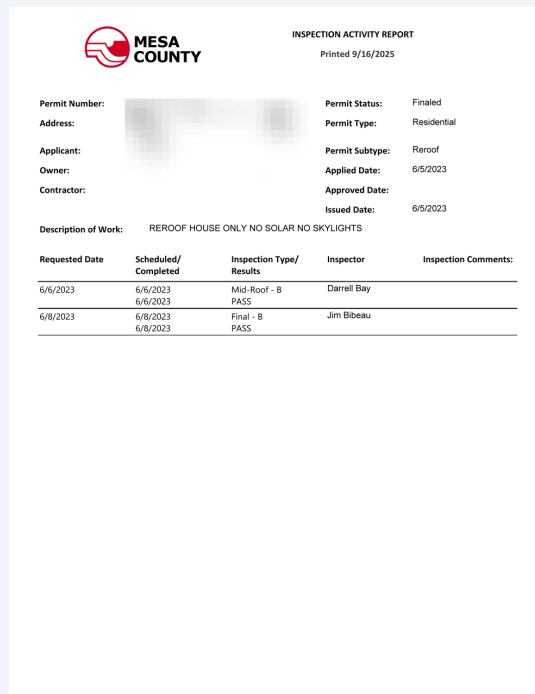 MESA
COUNTY
INSPECTION ACTIVITY REPORT
Printed 9/16/2025
Permit Number:
Permit Status: Finaled
Address:
Permit Type: Residential
Applicant:
Permit Subtype: Reroof
Owner:
Applied Date: 6/5/2023
Contractor:
Approved Date:
Issued Date: 6/5/2023
Description of Work: REROOF HOUSE ONLY NO SOLAR NO SKYLIGHTS
Requested Date Scheduled/ Inspection Type/ Inspector Inspection Comments:
Completed Results
6/6/2023 6/6/2023 Mid-Roof - B Darrell Bay
6/6/2023 PASS
6/8/2023 6/8/2023 Final - B Jim Bibeau
6/8/2023 PASS